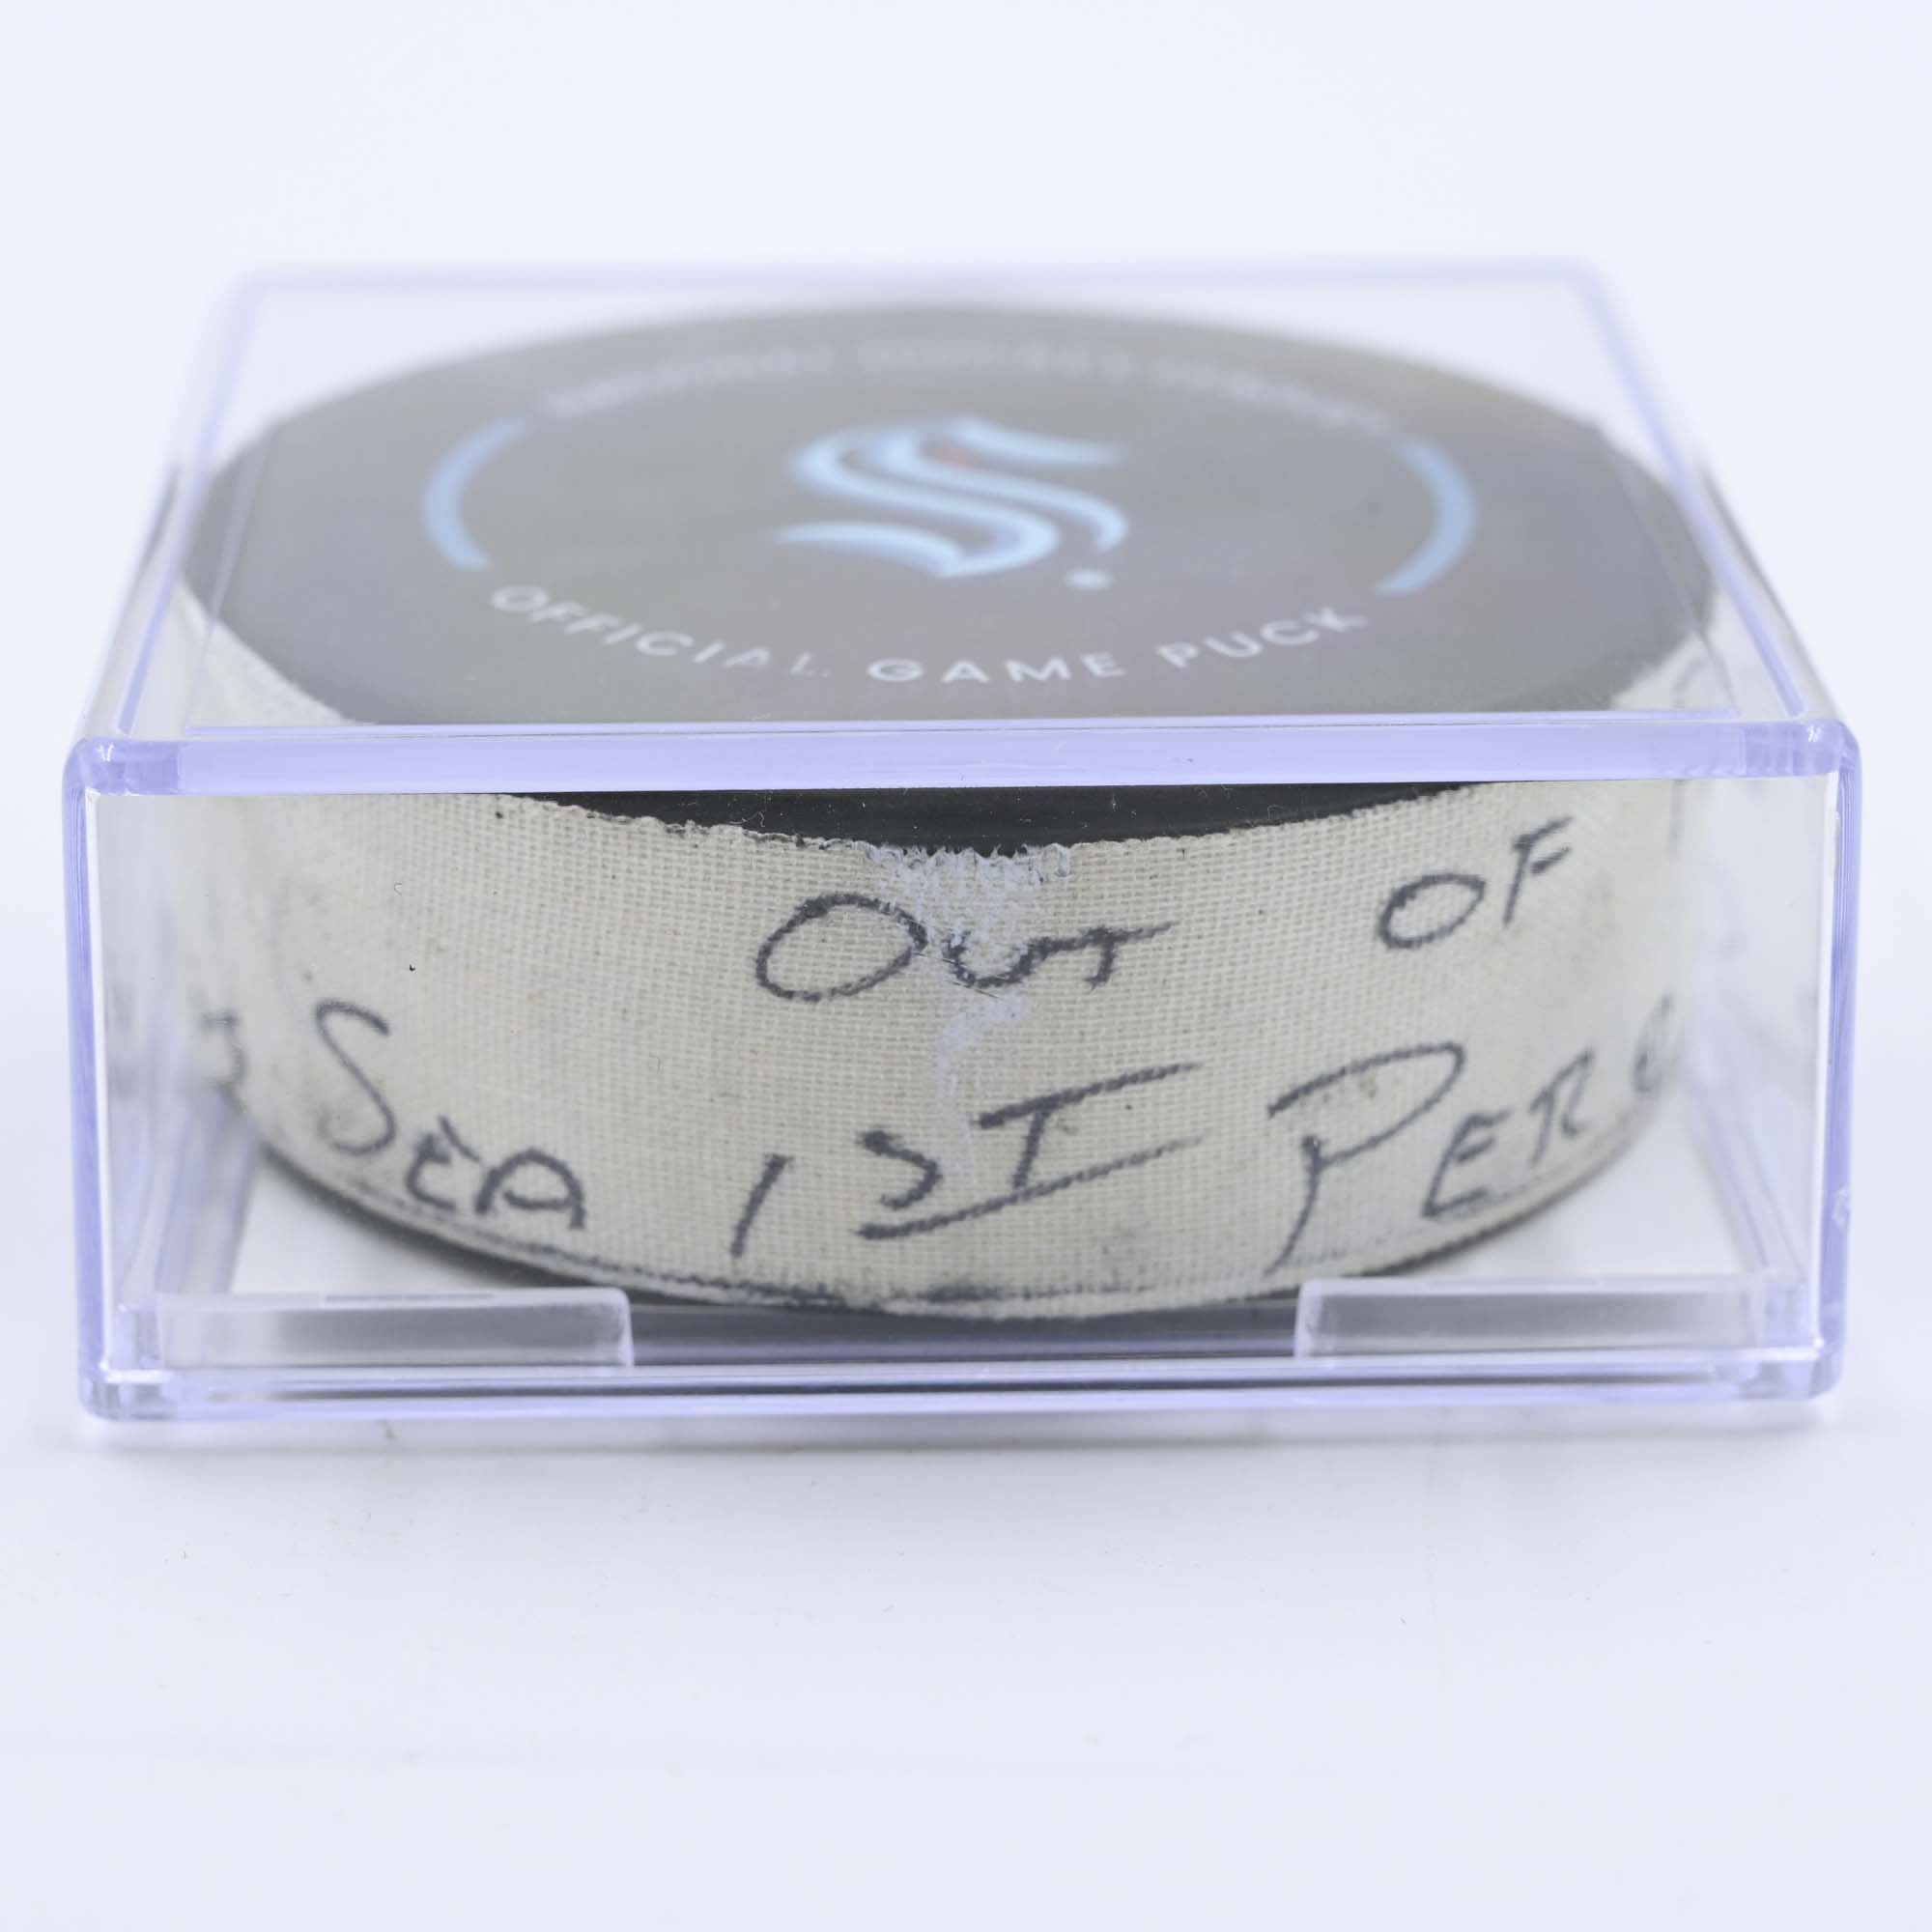 OFFICIAL GAME PUCK
Out OF
SEA 1ST PER